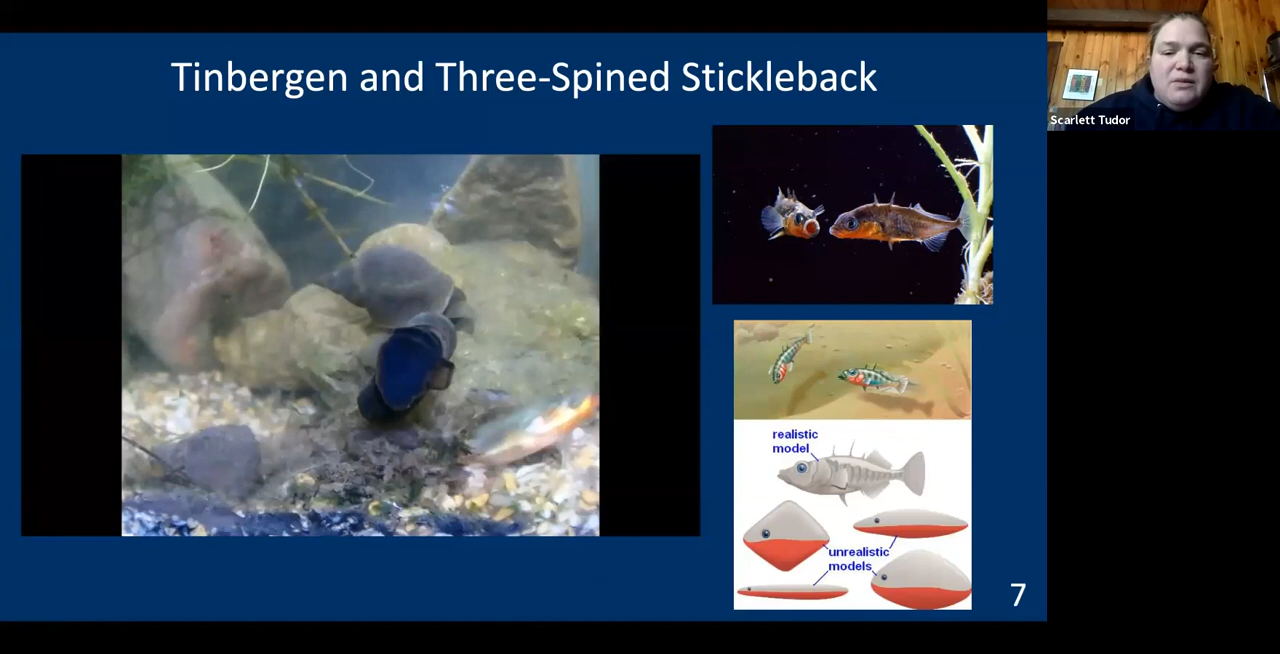 Tinbergen and Three-Spined Stickleback
Scarlett Tudor
realistic
model
unrealistic
models
7